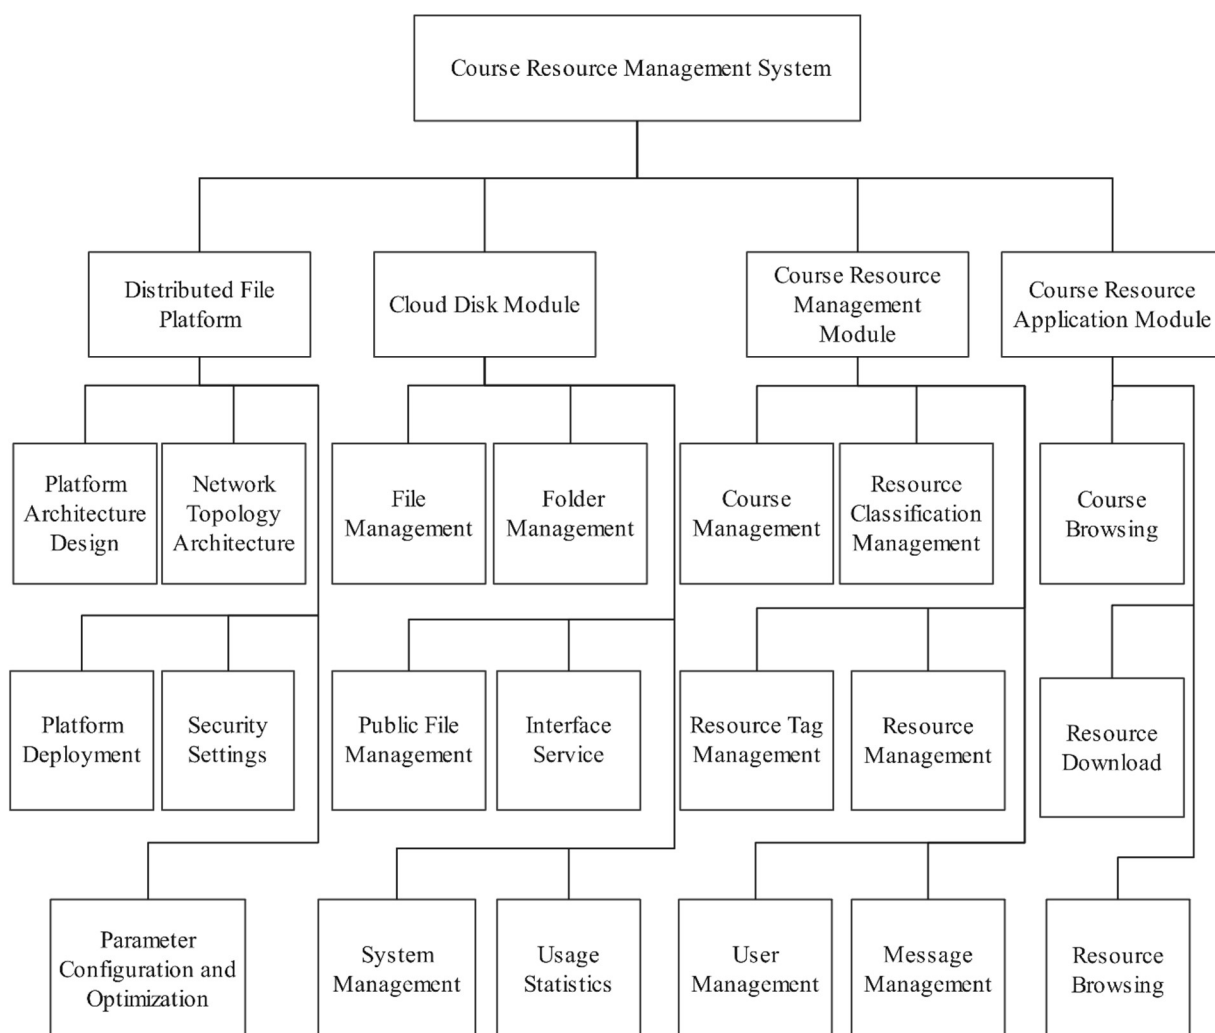 Course Resource Management System
Distributed File
Platform
Cloud Disk Module
Course Resource
Management
Module
Course Resource
Application Module
Platform
Architecture
Design
Network
Topology
Architecture
File
Management
Folder
Management
Course
Management
Resource
Classification
Management
Course
Browsing
Platform
Deployment
Security
Settings
Public File
Management
Interface
Service
Resource Tag
Management
Resource
Management
Resource
Download
Parameter
Configuration and
Optimization
System
Management
Usage
Statistics
User
Management
Message
Management
Resource
Browsing